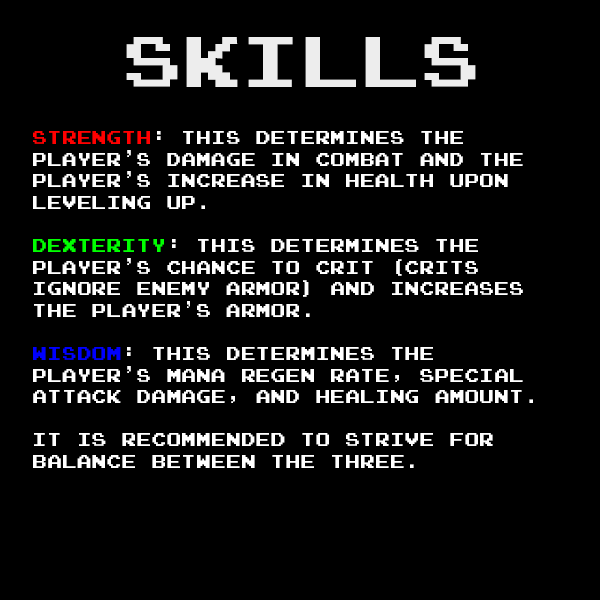 SKILLS
STRENGTH: THIS DETERMINES THE
PLAYER'S DAMAGE IN COMBAT AND THE
PLAYER'S INCREASE IN HEALTH UPON
LEVELING UP.
DEXTERITY: THIS DETERMINES THE
PLAYER'S CHANCE TO CRIT (CRITS
IGNORE ENEMY ARMOR) AND INCREASES
THE PLAYER'S ARMOR.
WISDOM: THIS DETERMINES THE
PLAYER'S MANA REGEN RATE, SPECIAL
ATTACK DAMAGE, AND HEALING AMOUNT.
IT IS RECOMMENDED TO STRIVE FOR
BALANCE BETWEEN THE THREE.